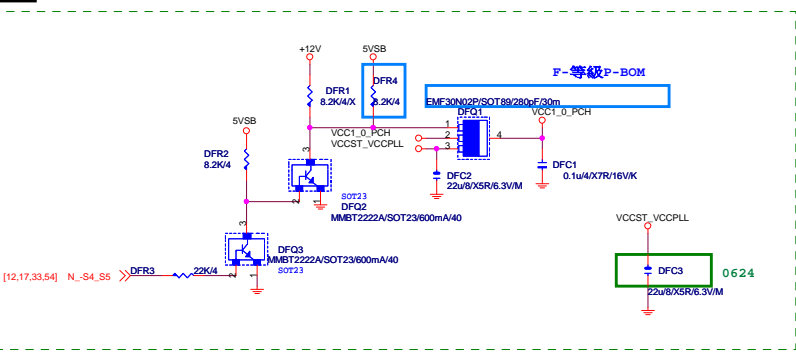 +12V
5VSB
F-等級P-BOM
DFR1
8.2K/4/X
DFR4
8.2K/4
EMF30N02P/SOT89/280pF/30m
DFQ1
VCC1_0_PCH
5VSB
VCC1_0_PCH
VCCST_VCCPLL
1
2
3
4
DFR2
8.2K/4
3
2
1
DFC2
22u/8/X5R/6.3V/M
DFC1
0.1u/4/X7R/16V/K
SOT23
DFQ2
MMBT2222A/SOT23/600mA/40
VCCST_VCCPLL
3
2
1
DFQ3
MMBT2222A/SOT23/600mA/40
SOT23
[12,17,33,54] N_-S4_S5
DFR3
22K/4
DFC3
0624
22u/8/X5R/6.3V/M